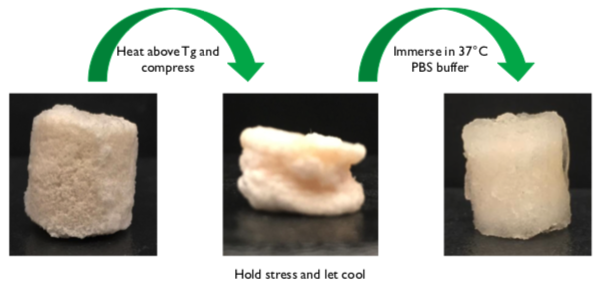 Heat above Tg and
compress
Immerse in 37°C
PBS buffer
Hold stress and let cool